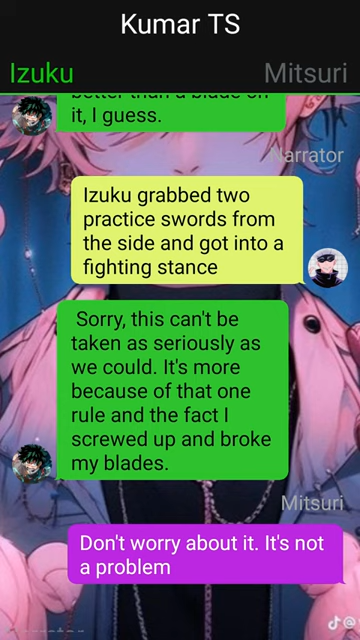 Kumar TS
Izuku Mitsuri
better than a blade on
it, I guess.
Narrator
Izuku grabbed two
practice swords from
the side and got into a
fighting stance
Sorry, this can't be
taken as seriously as
we could. It's more
because of that one
rule and the fact I
screwed up and broke
my blades.
Mitsuri
Don't worry about it. It's not
a problem